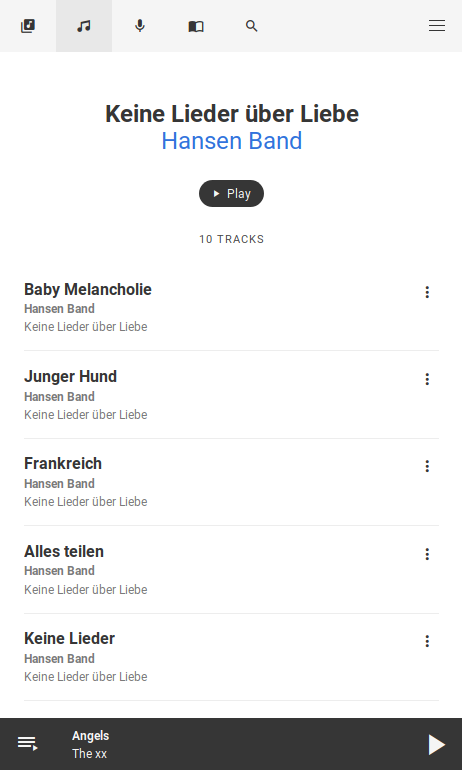 Keine Lieder über Liebe
Hansen Band
Play
10 TRACKS
Baby Melancholie
Hansen Band
Keine Lieder über Liebe
Junger Hund
Hansen Band
Keine Lieder über Liebe
Frankreich
Hansen Band
Keine Lieder über Liebe
Alles teilen
Hansen Band
Keine Lieder über Liebe
Keine Lieder
Hansen Band
Keine Lieder über Liebe
Angels
The xx